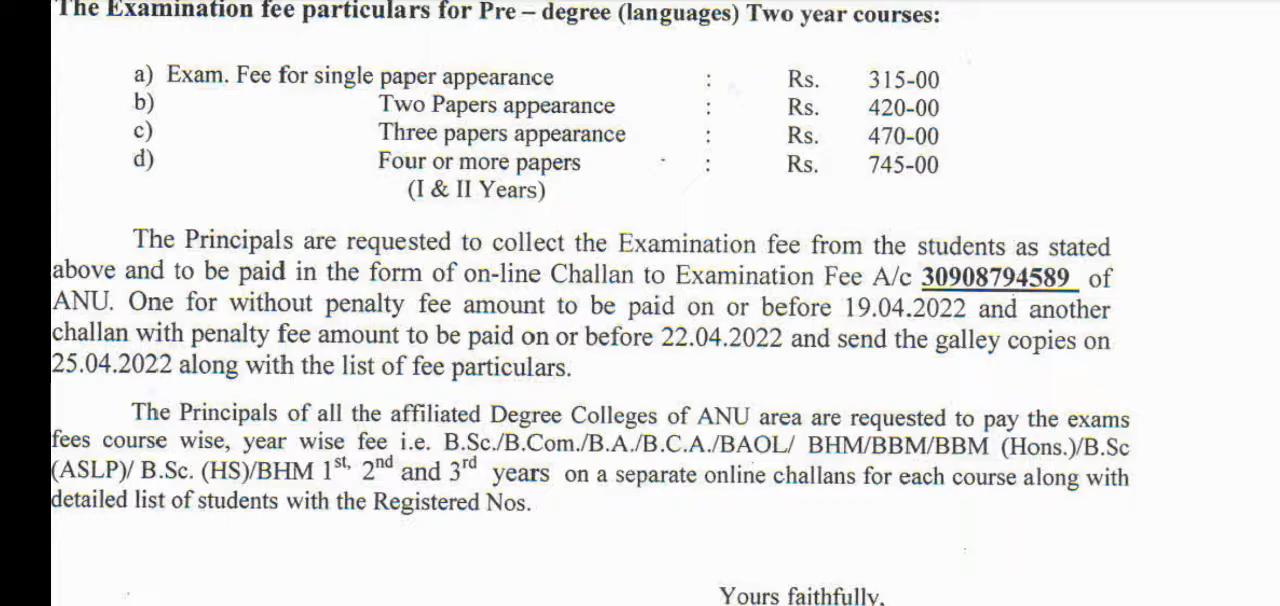 The Examination fee particulars for Pre – degree (languages) Two year courses:
a) Exam. Fee for single paper appearance : Rs. 315-00
b) Two Papers appearance : Rs. 420-00
c) Three papers appearance : Rs. 470-00
d) Four or more papers : Rs. 745-00
(I & II Years)
The Principals are requested to collect the Examination fee from the students as stated
above and to be paid in the form of on-line Challan to Examination Fee A/c 30908794589 of
ANU. One for without penalty fee amount to be paid on or before 19.04.2022 and another
challan with penalty fee amount to be paid on or before 22.04.2022 and send the galley copies on
25.04.2022 along with the list of fee particulars.
The Principals of all the affiliated Degree Colleges of ANU area are requested to pay the exams
fees course wise, year wise fee i.e. B.Sc./B.Com./B.A./B.C.A./BAOL/ BHM/BBM/BBM (Hons.)/B.Sc
(ASLP)/ B.Sc. (HS)/BHM 1st, 2nd and 3rd years on a separate online challans for each course along with
detailed list of students with the Registered Nos.
Yours faithfully,